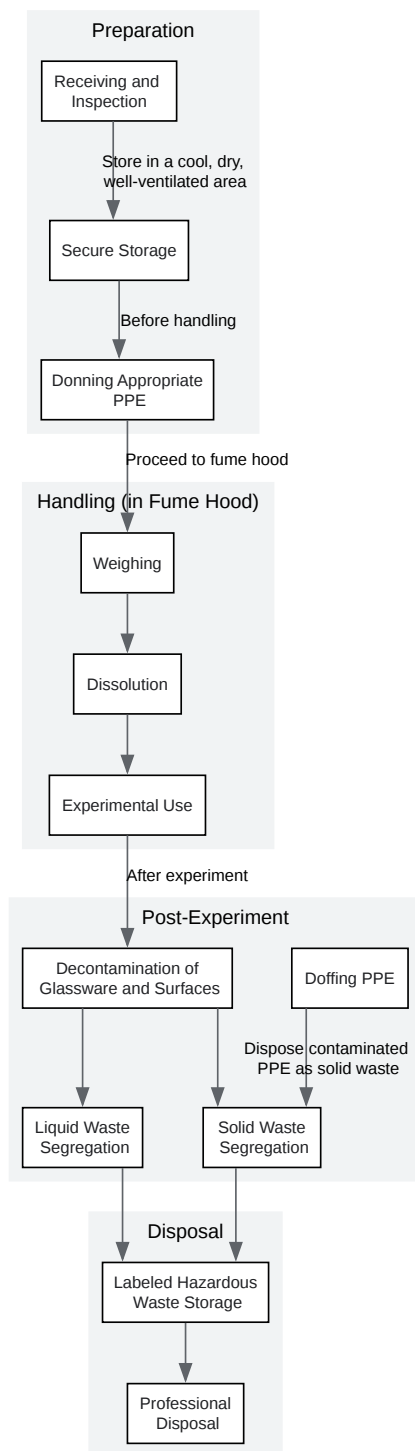 Preparation
Receiving and
Inspection
Store in a cool, dry,
well-ventilated area
Secure Storage
Before handling
Donning Appropriate
PPE
Proceed to fume hood
Handling (in Fume Hood)
Weighing
Dissolution
Experimental Use
After experiment
Post-Experiment
Decontamination of
Glassware and Surfaces
Doffing PPE
Dispose contaminated
PPE as solid waste
Liquid Waste
Segregation
Solid Waste
Segregation
Disposal
Labeled Hazardous
Waste Storage
Professional
Disposal